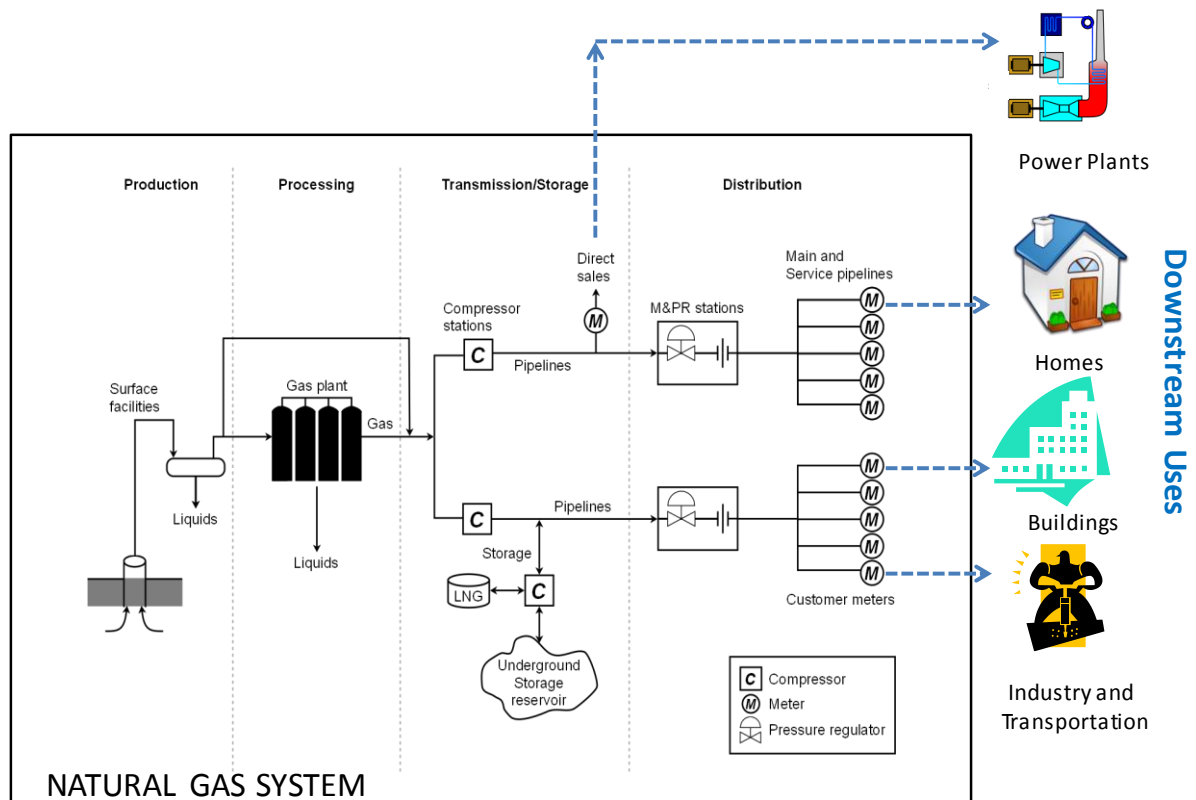 Power Plants
Production
Processing
Transmission/Storage
Distribution
Direct
sales
Main and
Service pipelines
M
M&PR stations
Compressor
stations
M
M
C
Pipelines
M
M
M
Homes
Surface
facilities
Gas plant
Gas
Downstream Uses
M
M
Liquids
C
Pipelines
M
Buildings
M
Liquids
Storage
M
LNG
C
Customer meters
Underground
Storage
reservoir
C Compressor
M Meter
Pressure regulator
Industry and
Transportation
NATURAL GAS SYSTEM